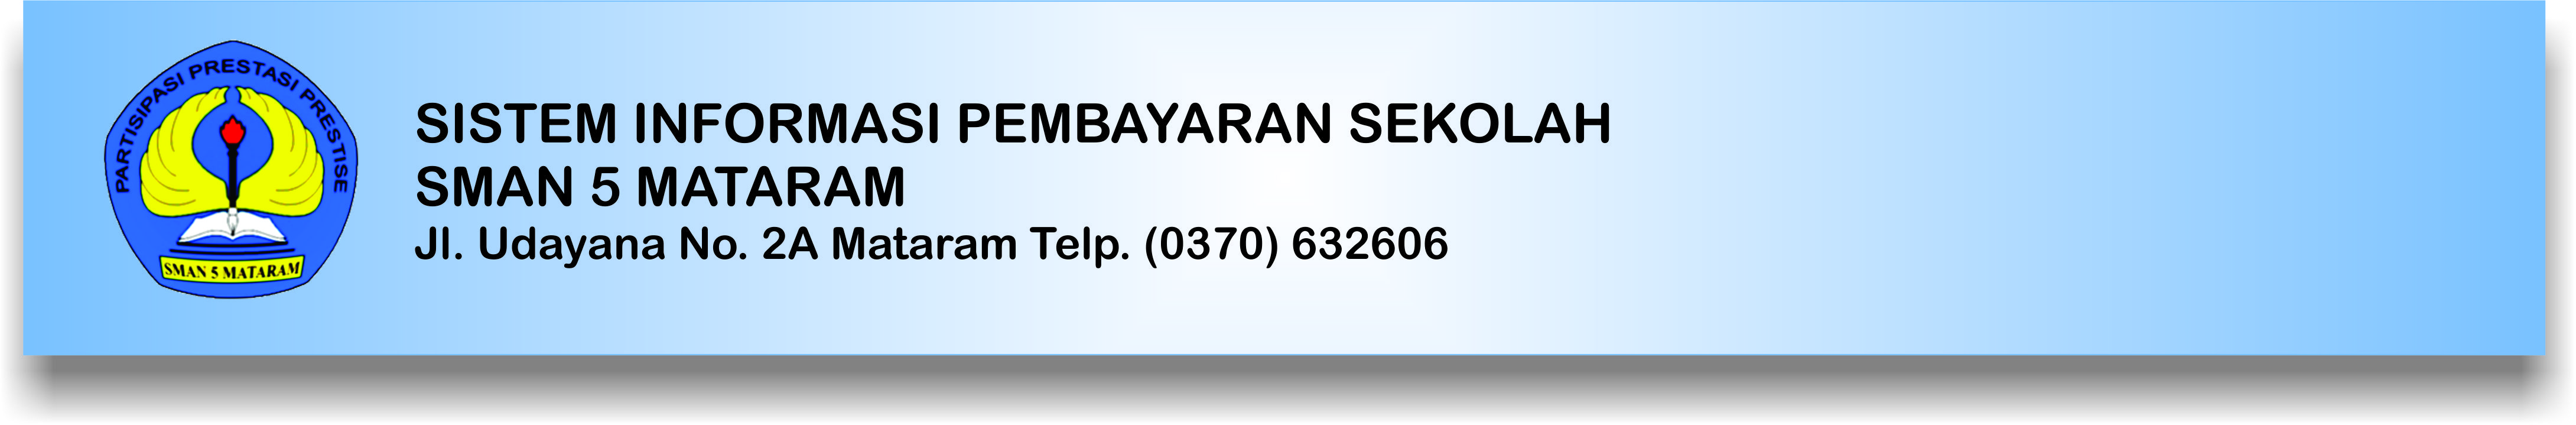 PARTISIPASI PRESTASI PRESTISE
SMAN 5 MATARAM
SISTEM INFORMASI PEMBAYARAN SEKOLAH
SMAN 5 MATARAM
Jl. Udayana No. 2A Mataram Telp. (0370) 632606